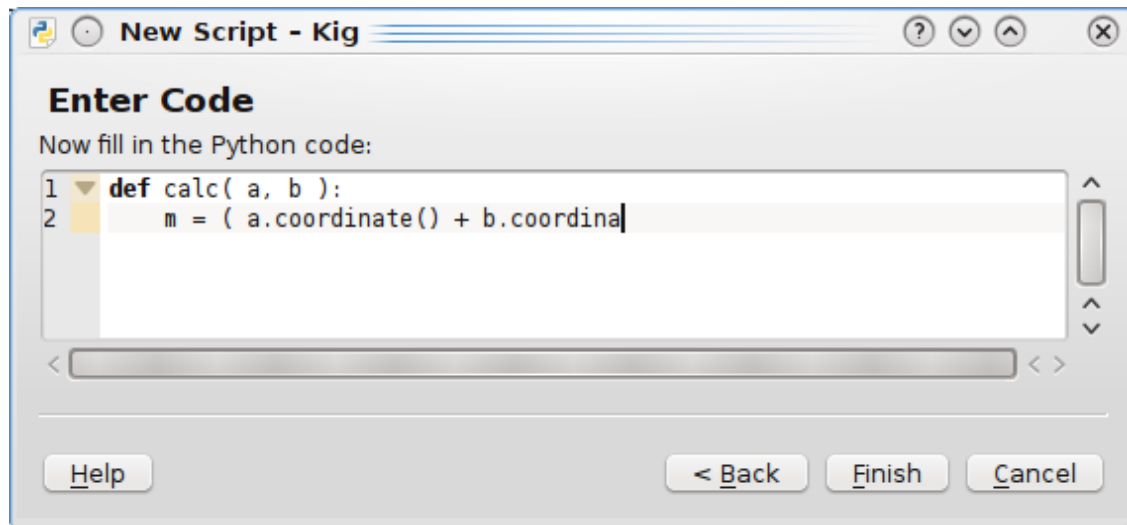 New Script – Kig
Enter Code
Now fill in the Python code:
1 def calc( a, b ):
2     m = ( a.coordinate() + b.coordina
Help
< Back
Finish
Cancel